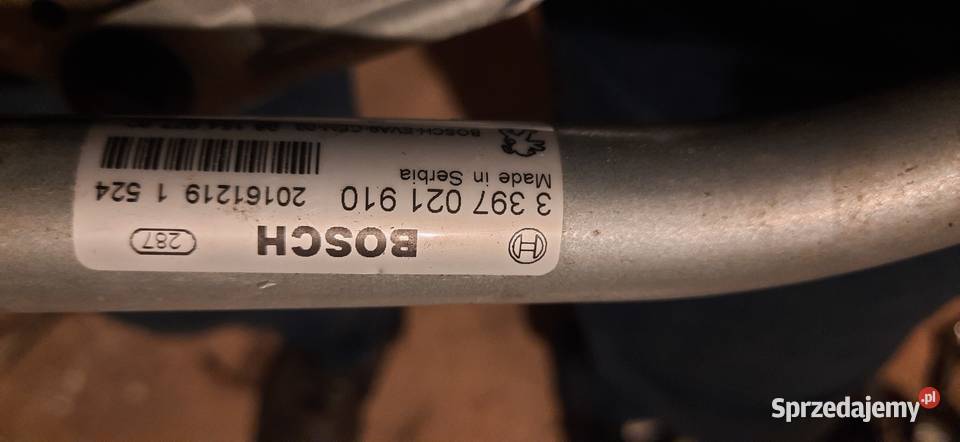 BOSCH 287
3 397 021 910 20161219 1 524
Made in Serbia
Sprzedajemy.pl